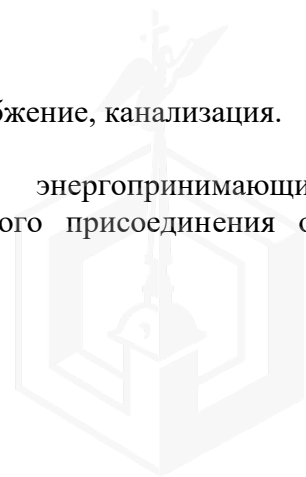 бжение, канализация.
энергопринимающи
ого присоединения о